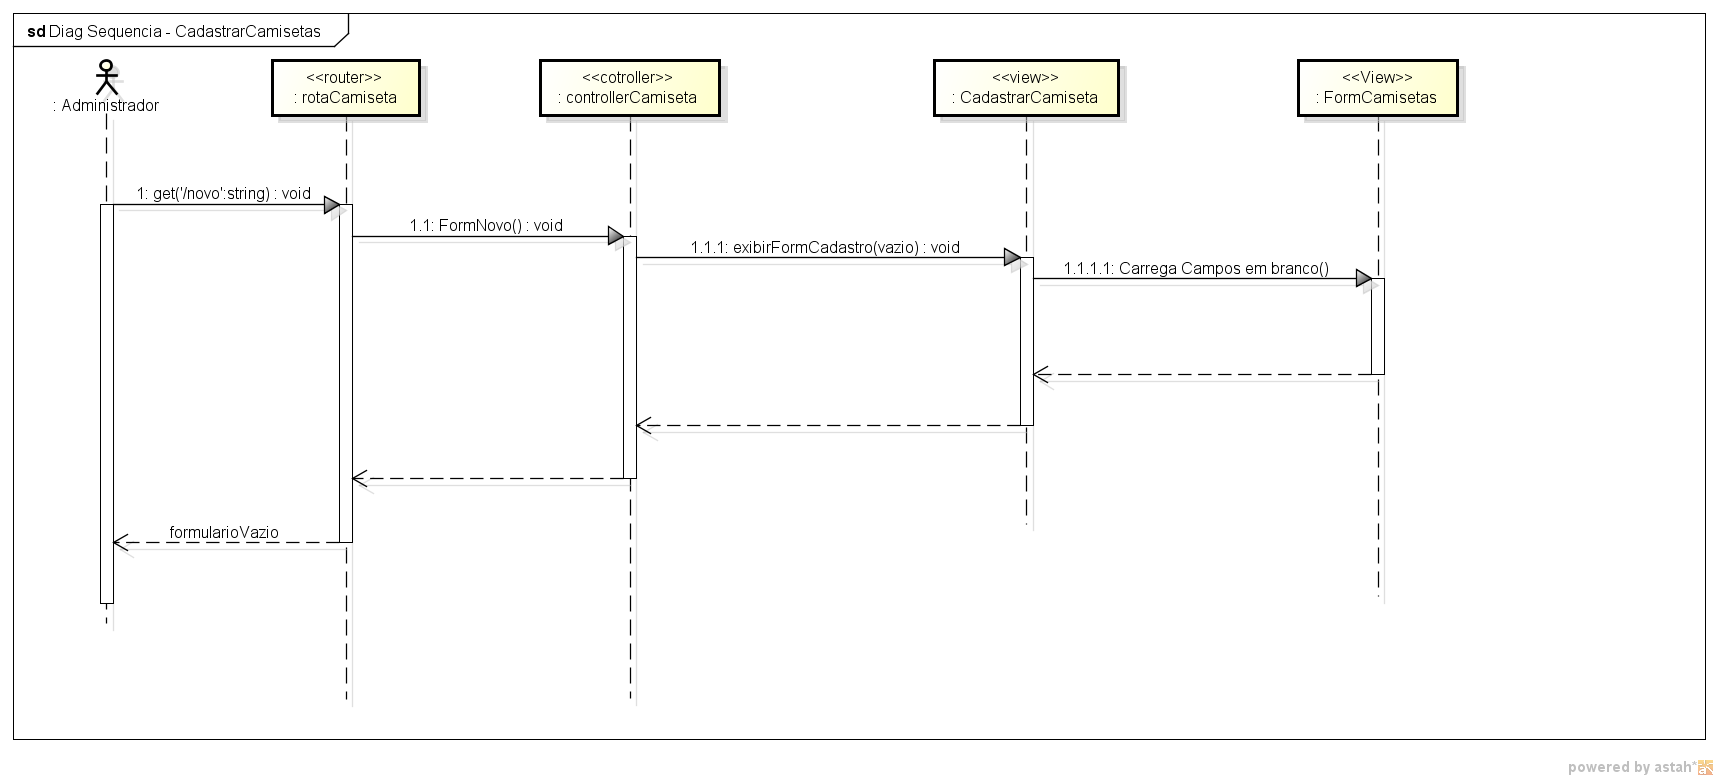 sd Diag Sequencia - CadastrarCamisetas
: Administrador
<<router>>
: rotaCamiseta
<<cotroller>>
: controllerCamiseta
<<view>>
: CadastrarCamiseta
<<View>>
: FormCamisetas
1: get('/novo':string) : void
1.1: FormNovo() : void
1.1.1: exibirFormCadastro(vazio) : void
1.1.1.1: Carrega Campos em branco()
formularioVazio
powered by astah*